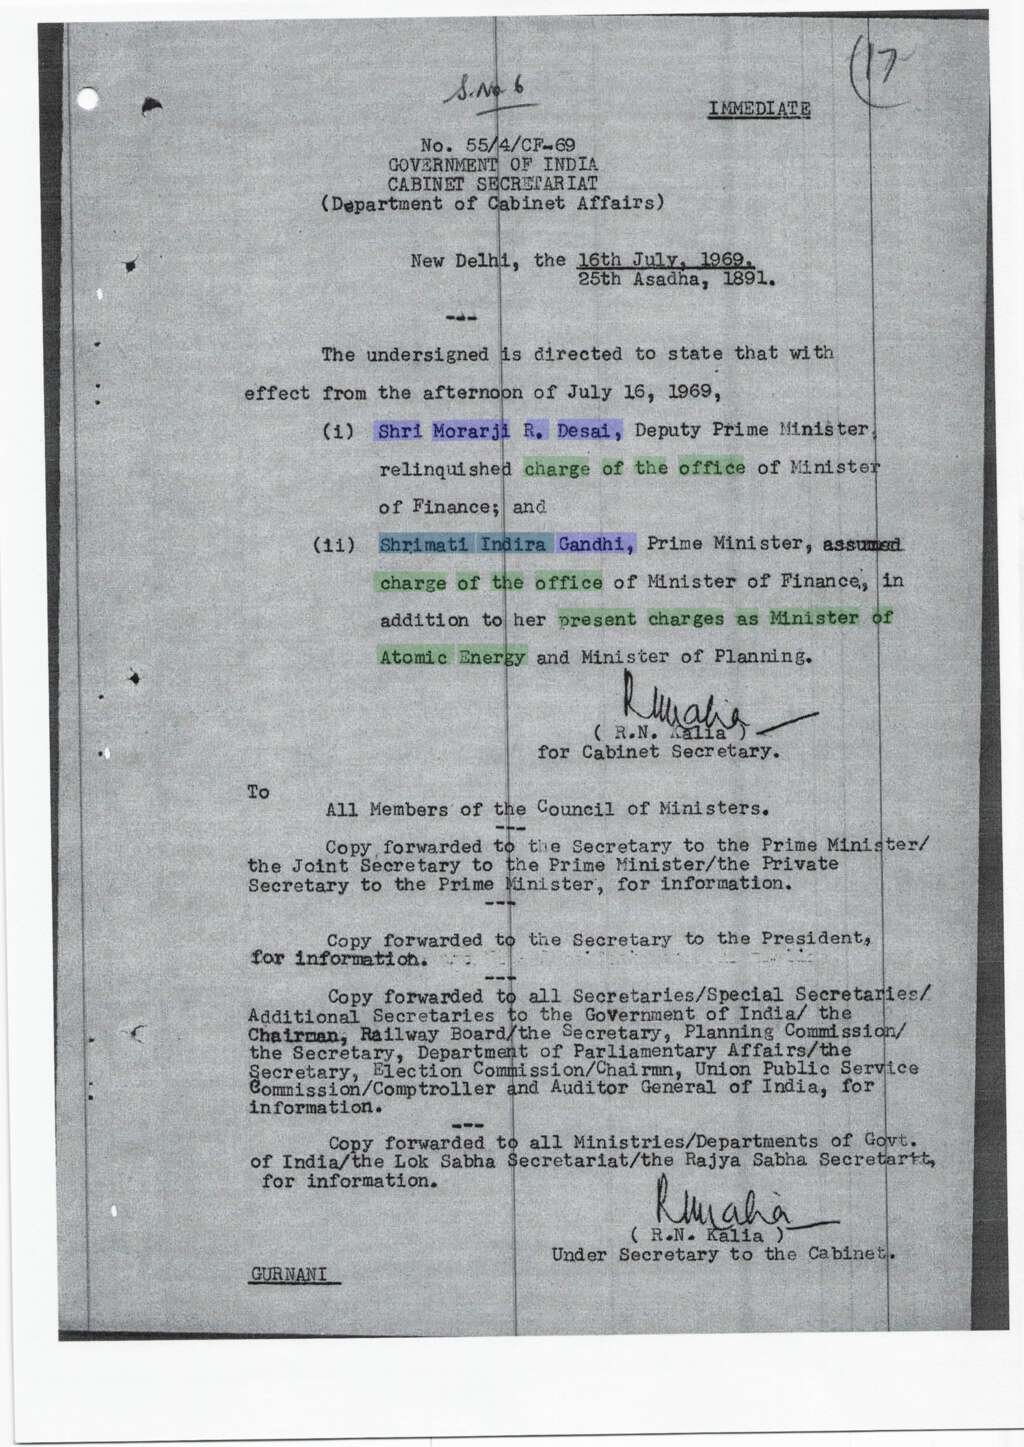 17
S. No 6
IMMEDIATE
No. 55/4/CF-69
GOVERNMENT OF INDIA
CABINET SECRETARIAT
(Department of Cabinet Affairs)
New Delhi, the 16th July, 1969.
25th Asadha, 1891.
The undersigned is directed to state that with
effect from the afternoon of July 16, 1969,
(i) Shri Morarji R. Desai, Deputy Prime Minister,
relinquished charge of the office of Minister
of Finance; and
(ii) Shrimati Indira Gandhi, Prime Minister, assumed
charge of the office of Minister of Finance, in
addition to her present charges as Minister of
Atomic Energy and Minister of Planning.
( R.N. Kalia )
for Cabinet Secretary.
To
All Members of the Council of Ministers.
---
Copy forwarded to the Secretary to the Prime Minister/
the Joint Secretary to the Prime Minister/the Private
Secretary to the Prime Minister, for information.
---
Copy forwarded to the Secretary to the President,
for information.
---
Copy forwarded to all Secretaries/Special Secretaries/
Additional Secretaries to the Government of India/ the
Chairman, Railway Board/the Secretary, Planning Commission/
the Secretary, Department of Parliamentary Affairs/the
Secretary, Election Commission/Chairmn, Union Public Service
Commission/Comptroller and Auditor General of India, for
information.
---
Copy forwarded to all Ministries/Departments of Govt.
of India/the Lok Sabha Secretariat/the Rajya Sabha Secretartt,
for information.
( R.N. Kalia )
Under Secretary to the Cabinet.
GURNANI